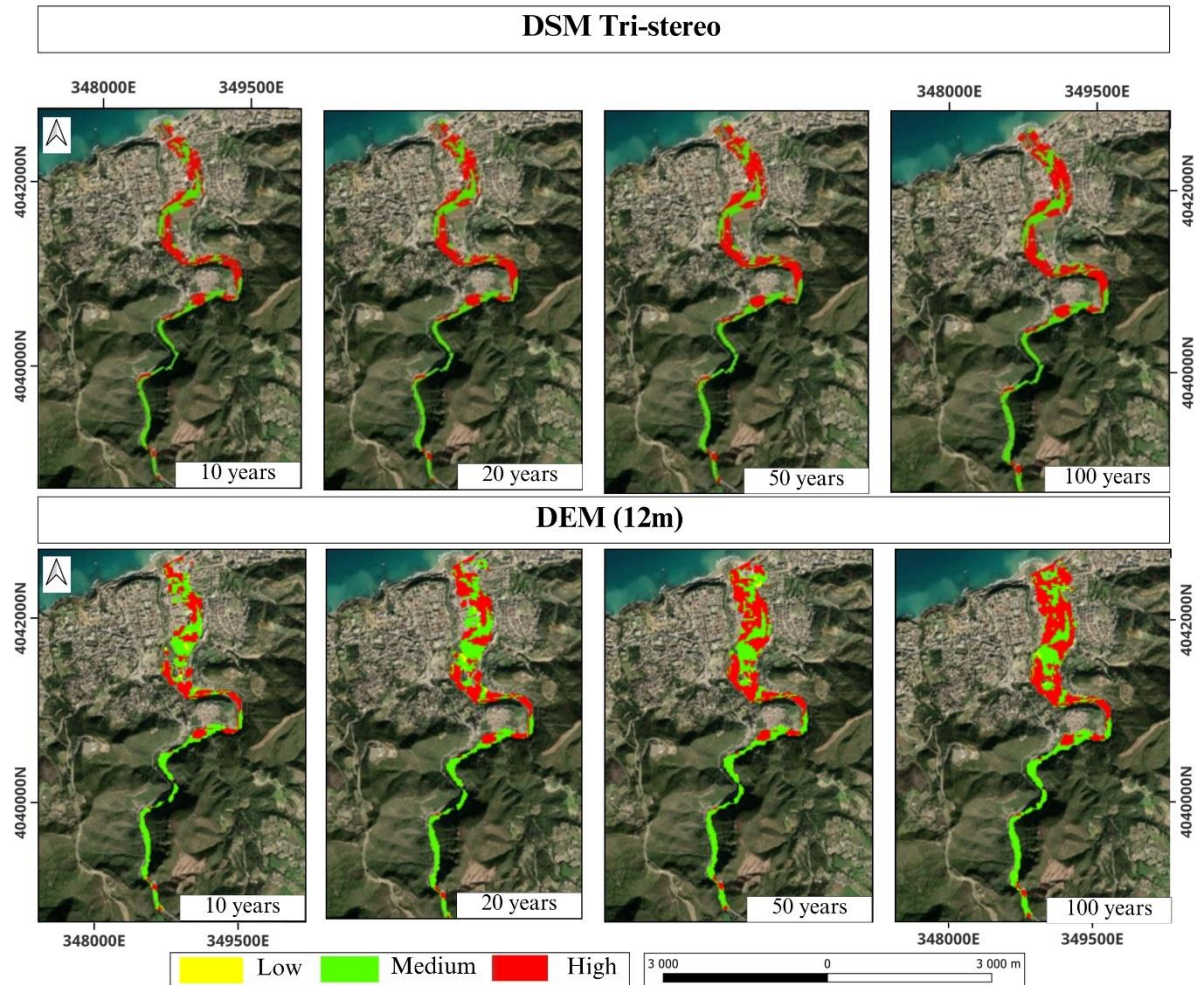 DSM Tri-stereo
348000E 349500E 348000E 349500E
4042000N 4042000N
4040000N 4040000N
10 years 20 years 50 years 100 years
DEM (12m)
4042000N 4042000N
4040000N 4040000N
10 years 20 years 50 years 100 years
348000E 349500E 348000E 349500E
Low Medium High
3 000 0 3 000 m